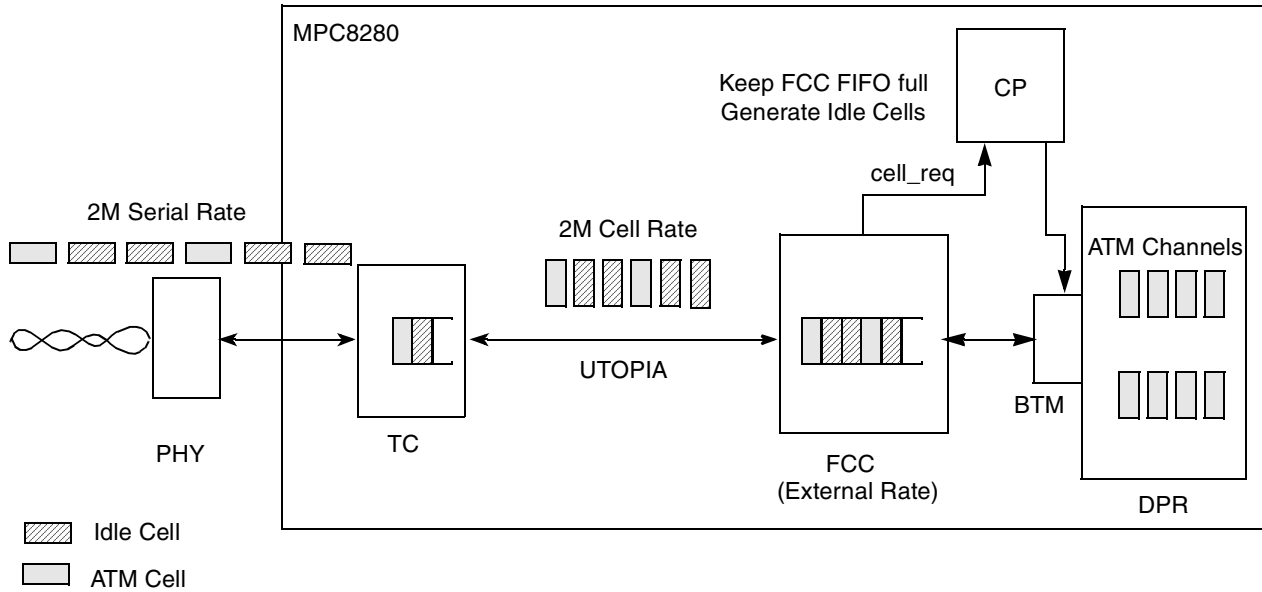 MPC8280
Keep FCC FIFO full
Generate Idle Cells
CP
cell_req
2M Serial Rate
2M Cell Rate
ATM Channels
UTOPIA
BTM
PHY
TC
FCC
(External Rate)
DPR
Idle Cell
ATM Cell